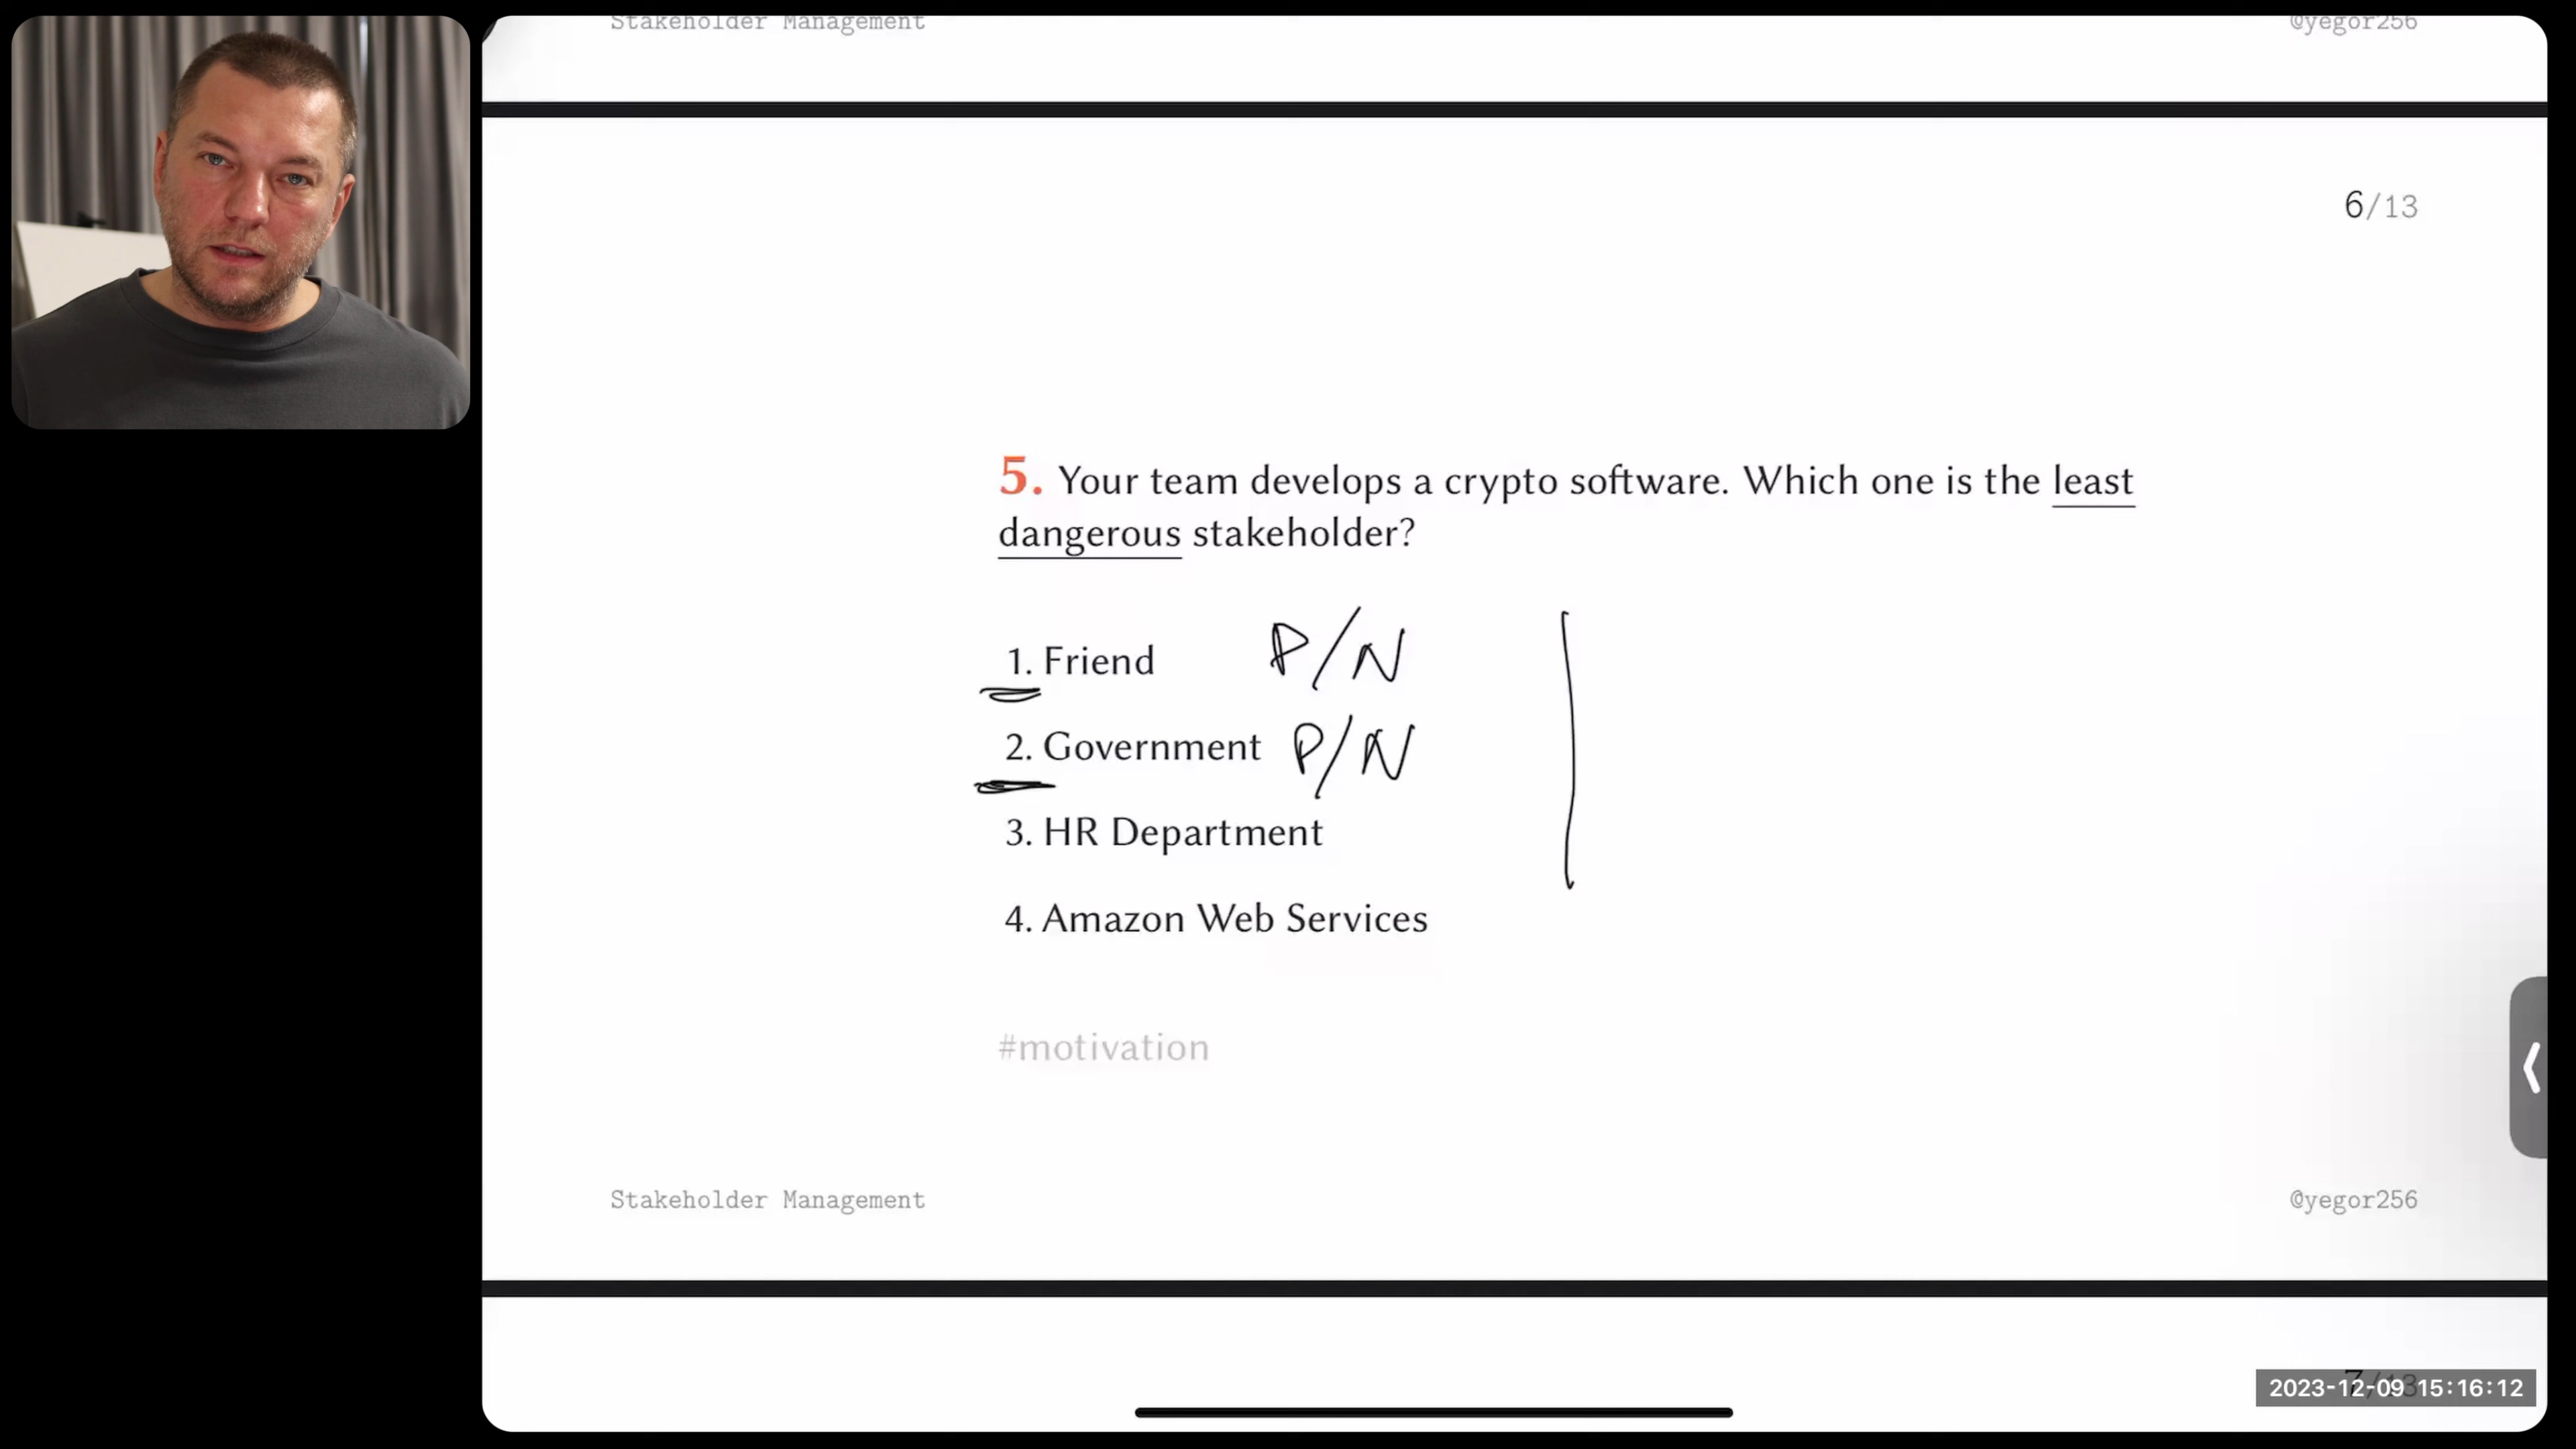 Stakeholder Management @yegor256
6/13
5. Your team develops a crypto software. Which one is the least
dangerous stakeholder?
1. Friend P/N
2. Government P/N
3. HR Department
4. Amazon Web Services
#motivation
Stakeholder Management @yegor256
7/13
2023-12-09 15:16:12